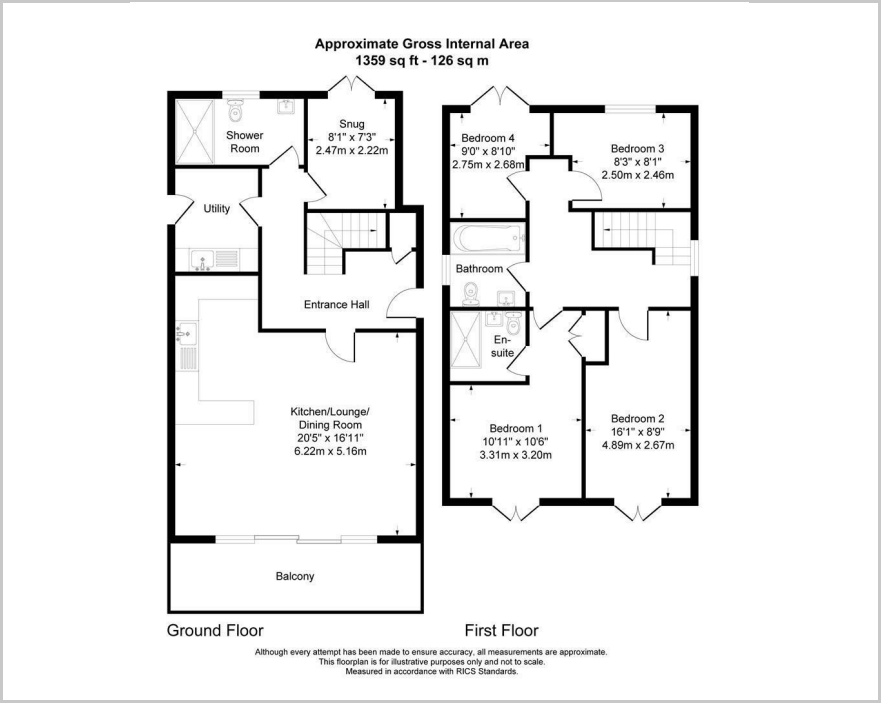 Approximate Gross Internal Area
1359 sq ft - 126 sq m
Shower
Room
Snug
8'1" x 7'3"
2.47m x 2.22m
Utility
Entrance Hall
Kitchen/Lounge/
Dining Room
20'5" x 16'11"
6.22m x 5.16m
Balcony
Ground Floor
Bedroom 4
9'0" x 8'10"
2.75m x 2.68m
Bedroom 3
8'3" x 8'1"
2.50m x 2.46m
Bathroom
En-
suite
Bedroom 1
10'11" x 10'6"
3.31m x 3.20m
Bedroom 2
16'1" x 8'9"
4.89m x 2.67m
First Floor
Although every attempt has been made to ensure accuracy, all measurements are approximate.
This floorplan is for illustrative purposes only and not to scale.
Measured in accordance with RICS Standards.